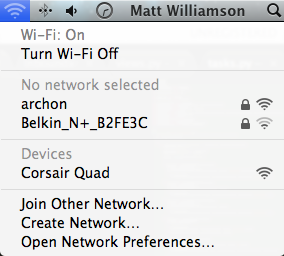 Matt Williamson
Wi-Fi: On
Turn Wi-Fi Off
No network selected
archon
Belkin_N+_B2FE3C
Devices
Corsair Quad
Join Other Network...
Create Network...
Open Network Preferences...